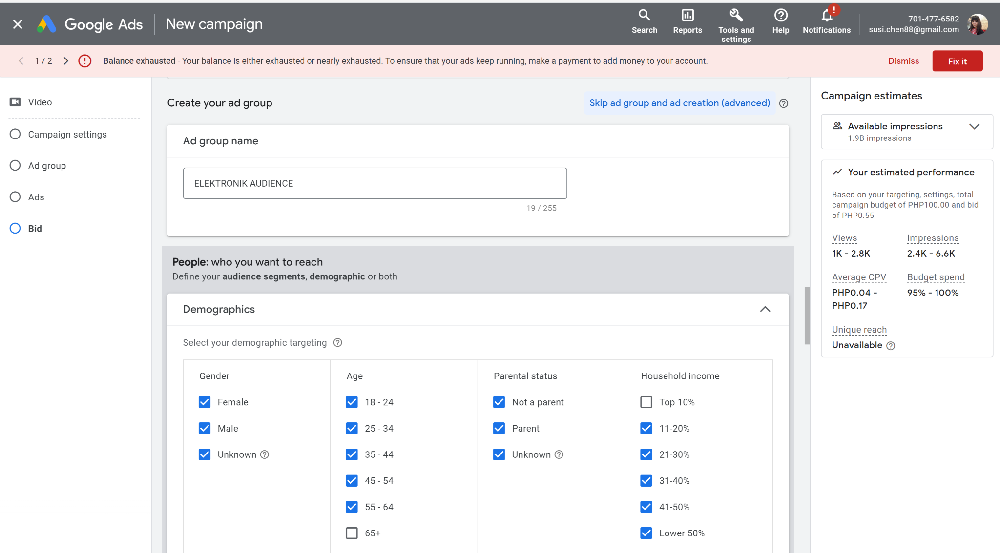 Google Ads
New campaign
Search
Reports
Tools and
settings
Help
!
Notifications
701-477-6582
susi.chen88@gmail.com
1 / 2
Balance exhausted - Your balance is either exhausted or nearly exhausted. To ensure that your ads keep running, make a payment to add money to your account.
Dismiss
Fix it
Video
Campaign settings
Ad group
Ads
Bid
Create your ad group
Skip ad group and ad creation (advanced)
Ad group name
ELEKTRONIK AUDIENCE
19 / 255
People: who you want to reach
Define your audience segments, demographic or both
Demographics
Select your demographic targeting
Gender
Female
Male
Unknown
Age
18 - 24
25 - 34
35 - 44
45 - 54
55 - 64
65+
Parental status
Not a parent
Parent
Unknown
Household income
Top 10%
11-20%
21-30%
31-40%
41-50%
Lower 50%
Campaign estimates
Available impressions
1.9B impressions
Your estimated performance
Based on your targeting, settings, total
campaign budget of PHP100.00 and bid
of PHP0.55
Views
1K - 2.8K
Impressions
2.4K - 6.6K
Average CPV
PHP0.04 -
PHP0.17
Budget spend
95% - 100%
Unique reach
Unavailable